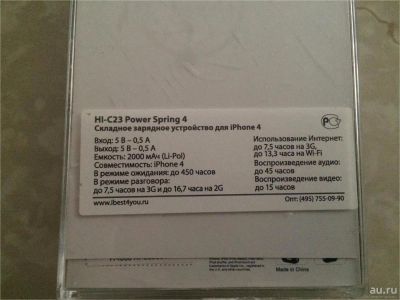 HI-C23 Power Spring 4
Складное зарядное устройство для iPhone 4
Вход: 5 В – 0,5 А
Выход: 5 В – 0,5 А
Емкость: 2000 мАч (Li-Pol)
Совместимость: iPhone 4
В режиме ожидания: до 450 часов
В режиме разговора:
до 7,5 часов на 3G и до 16,7 часа на 2G
www.ibest4you.ru
Использование Интернет:
до 7,5 часов на 3G,
до 13,3 часа на Wi-Fi
Воспроизведение аудио:
до 45 часов
Воспроизведение видео:
до 15 часов
Опт: (495) 755-09-90
Made in China
au.ru